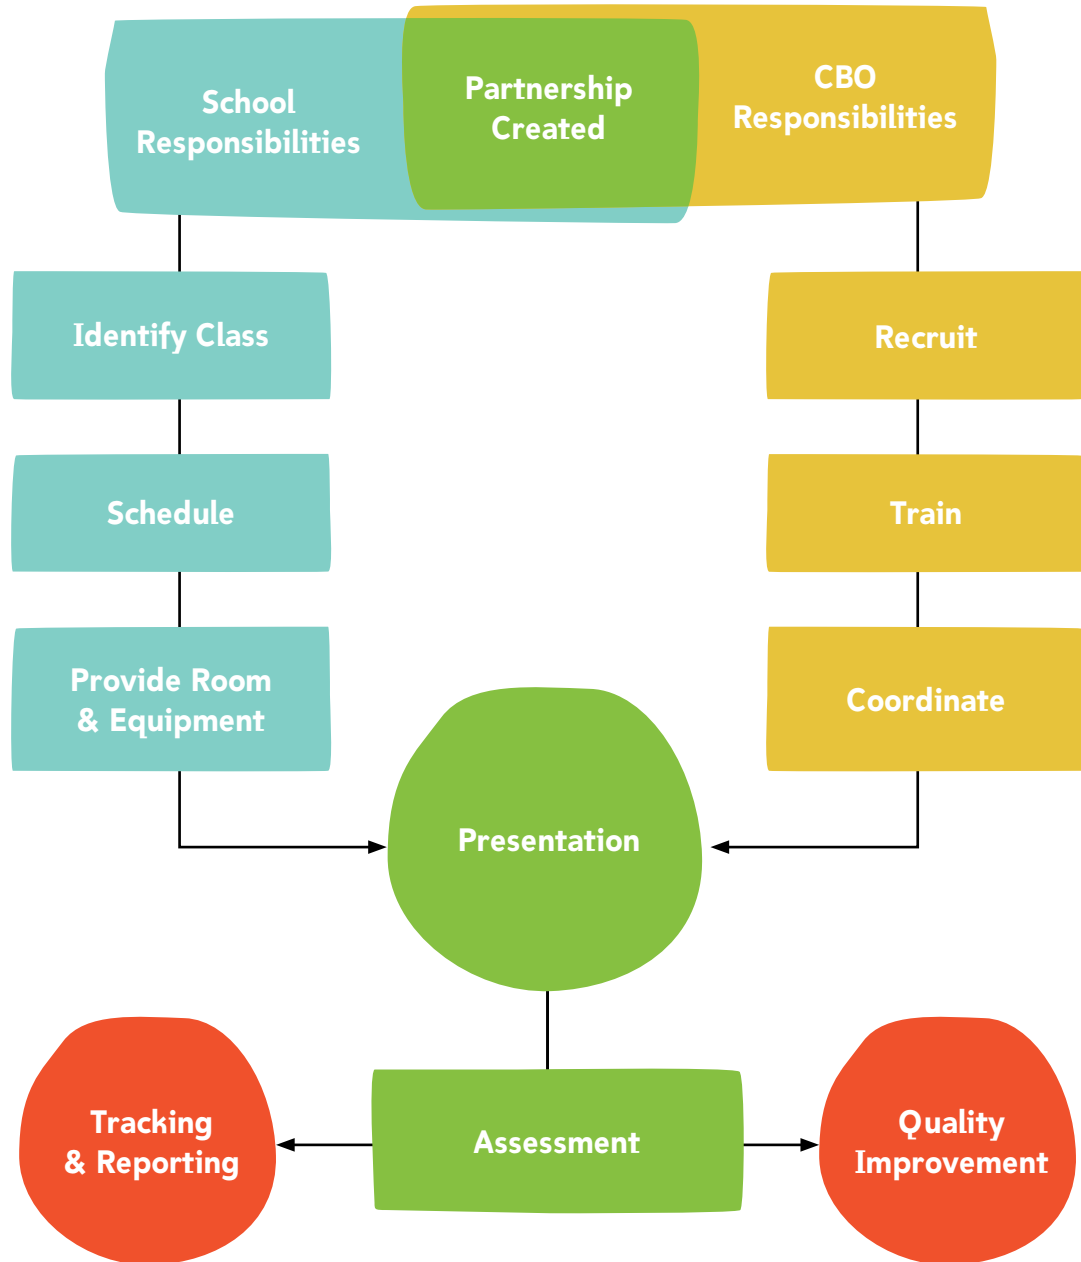 School
Responsibilities
Partnership
Created
CBO
Responsibilities
Identify Class
Recruit
Schedule
Train
Provide Room
& Equipment
Coordinate
Presentation
Tracking
& Reporting
Assessment
Quality
Improvement